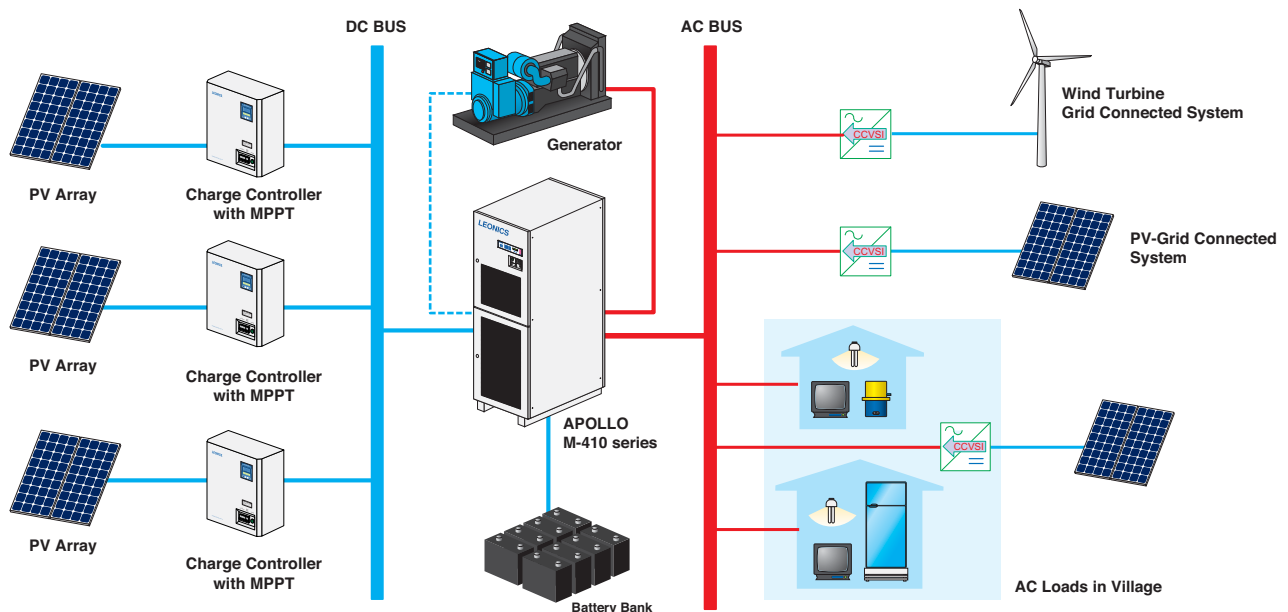 DC BUS
AC BUS
Wind Turbine
Grid Connected System
CCVSI
LEONICS
Generator
PV Array
Charge Controller
with MPPT
LEONICS
PV-Grid Connected
System
CCVSI
PV Array
Charge Controller
with MPPT
APOLLO
M-410 series
CCVSI
PV Array
Charge Controller
with MPPT
Battery Bank
AC Loads in Village